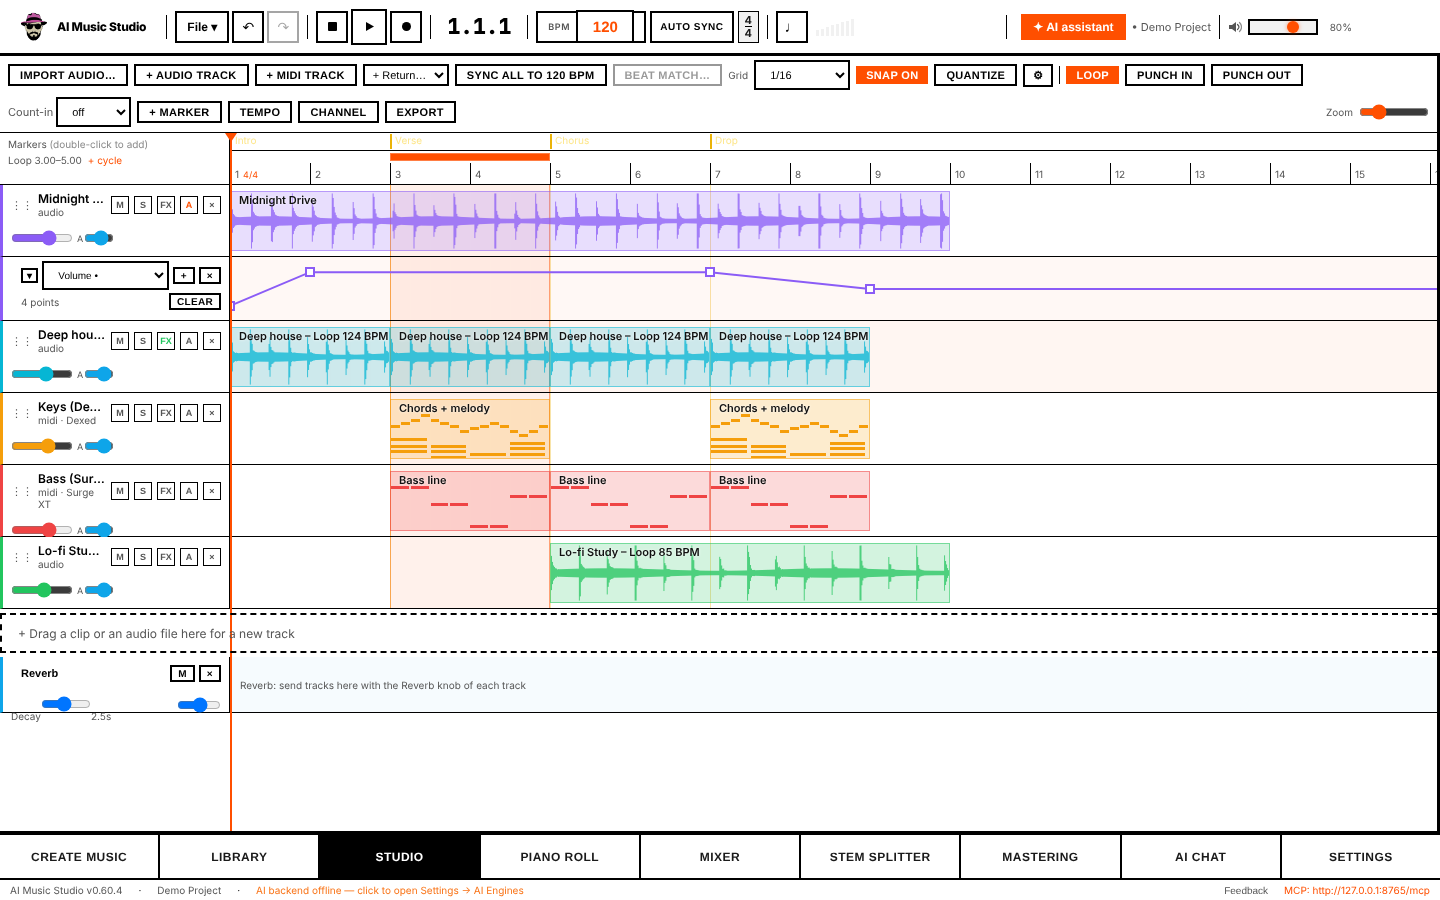 AI Music Studio File ▾ ↶ ↷ 1.1.1 BPM 120 AUTO SYNC 4/4 ♩ ✦ AI assistant • Demo Project 80%
IMPORT AUDIO... + AUDIO TRACK + MIDI TRACK + Return... SYNC ALL TO 120 BPM BEAT MATCH... Grid 1/16 SNAP ON QUANTIZE ⚙ LOOP PUNCH IN PUNCH OUT
Count-in off + MARKER TEMPO CHANNEL EXPORT Zoom
Markers (double-click to add) Intro Verse Chorus Drop
Loop 3.00–5.00 + cycle
1 4/4 2 3 4 5 6 7 8 9 10 11 12 13 14 15
Midnight ... M S FX A × Midnight Drive
audio
A
Volume • + ×
4 points CLEAR
Deep hou... M S FX A × Deep house – Loop 124 BPM Deep house – Loop 124 BPM Deep house – Loop 124 BPM Deep house – Loop 124 BPM
audio
A
Keys (De... M S FX A × Chords + melody Chords + melody
midi · Dexed
A
Bass (Sur... M S FX A × Bass line Bass line Bass line
midi · Surge
XT
A
Lo-fi Stu... M S FX A × Lo-fi Study – Loop 85 BPM
audio
A
+ Drag a clip or an audio file here for a new track
Reverb M × Reverb: send tracks here with the Reverb knob of each track
Decay 2.5s
CREATE MUSIC LIBRARY STUDIO PIANO ROLL MIXER STEM SPLITTER MASTERING AI CHAT SETTINGS
AI Music Studio v0.60.4 · Demo Project · AI backend offline — click to open Settings → AI Engines Feedback MCP: http://127.0.0.1:8765/mcp